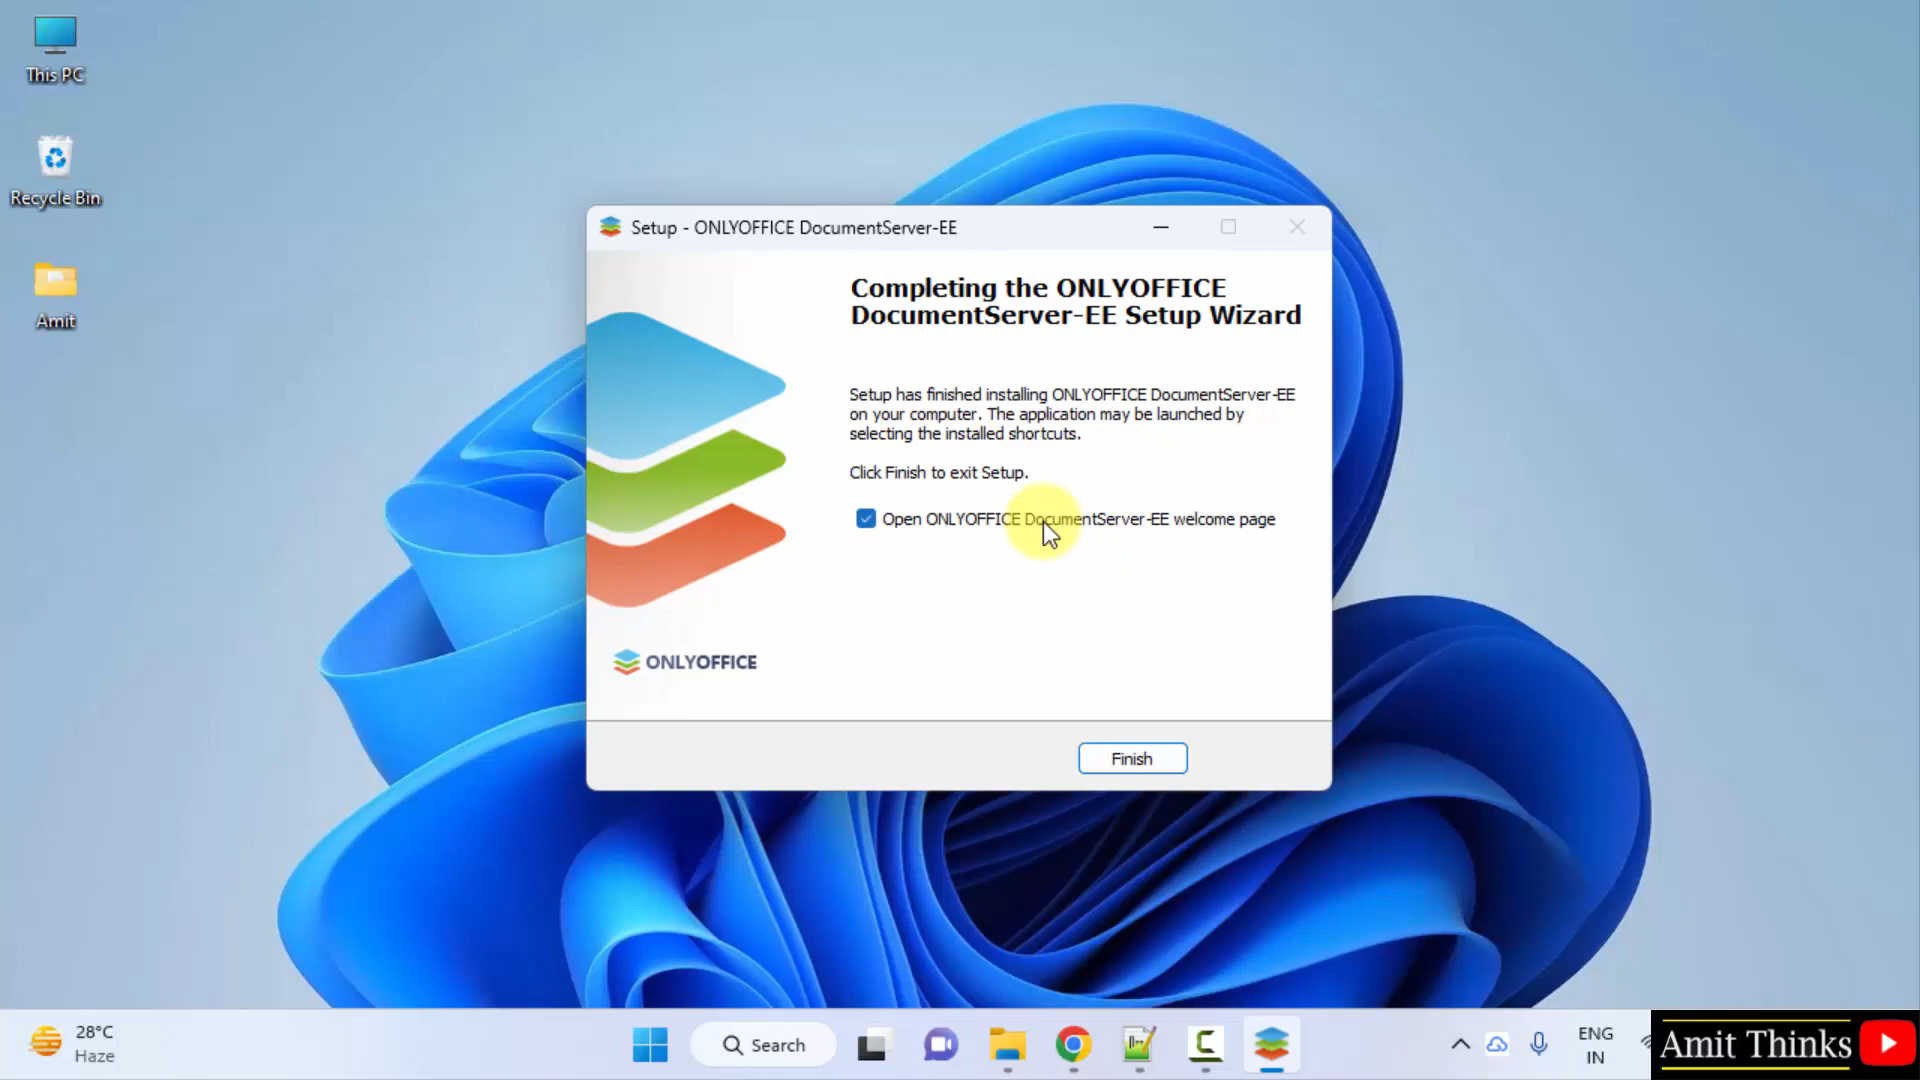 This PC
Recycle Bin
Amit
Setup - ONLYOFFICE DocumentServer-EE
Completing the ONLYOFFICE
DocumentServer-EE Setup Wizard
Setup has finished installing ONLYOFFICE DocumentServer-EE
on your computer. The application may be launched by
selecting the installed shortcuts.
Click Finish to exit Setup.
Open ONLYOFFICE DocumentServer-EE welcome page
ONLYOFFICE
Finish
28°C
Haze
Search
ENG
IN
Amit Thinks